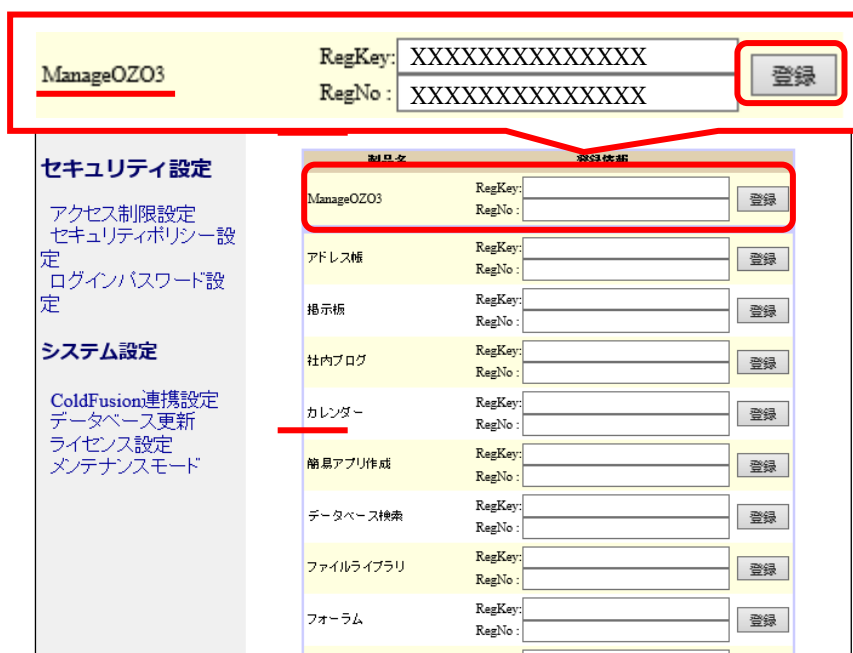 ManageOZO3
RegKey: XXXXXXXXXXXXXX
RegNo : XXXXXXXXXXXXXX
登録
セキュリティ設定
アクセス制限設定
セキュリティポリシー設
定
ログインパスワード設
定
システム設定
ColdFusion連携設定
データベース更新
ライセンス設定
メンテナンスモード
製品名 登録情報
ManageOZO3
RegKey:
RegNo :
登録
アドレス帳
RegKey:
RegNo :
登録
掲示板
RegKey:
RegNo :
登録
社内ブログ
RegKey:
RegNo :
登録
カレンダー
RegKey:
RegNo :
登録
簡易アプリ作成
RegKey:
RegNo :
登録
データベース検索
RegKey:
RegNo :
登録
ファイルライブラリ
RegKey:
RegNo :
登録
フォーラム
RegKey:
RegNo :
登録